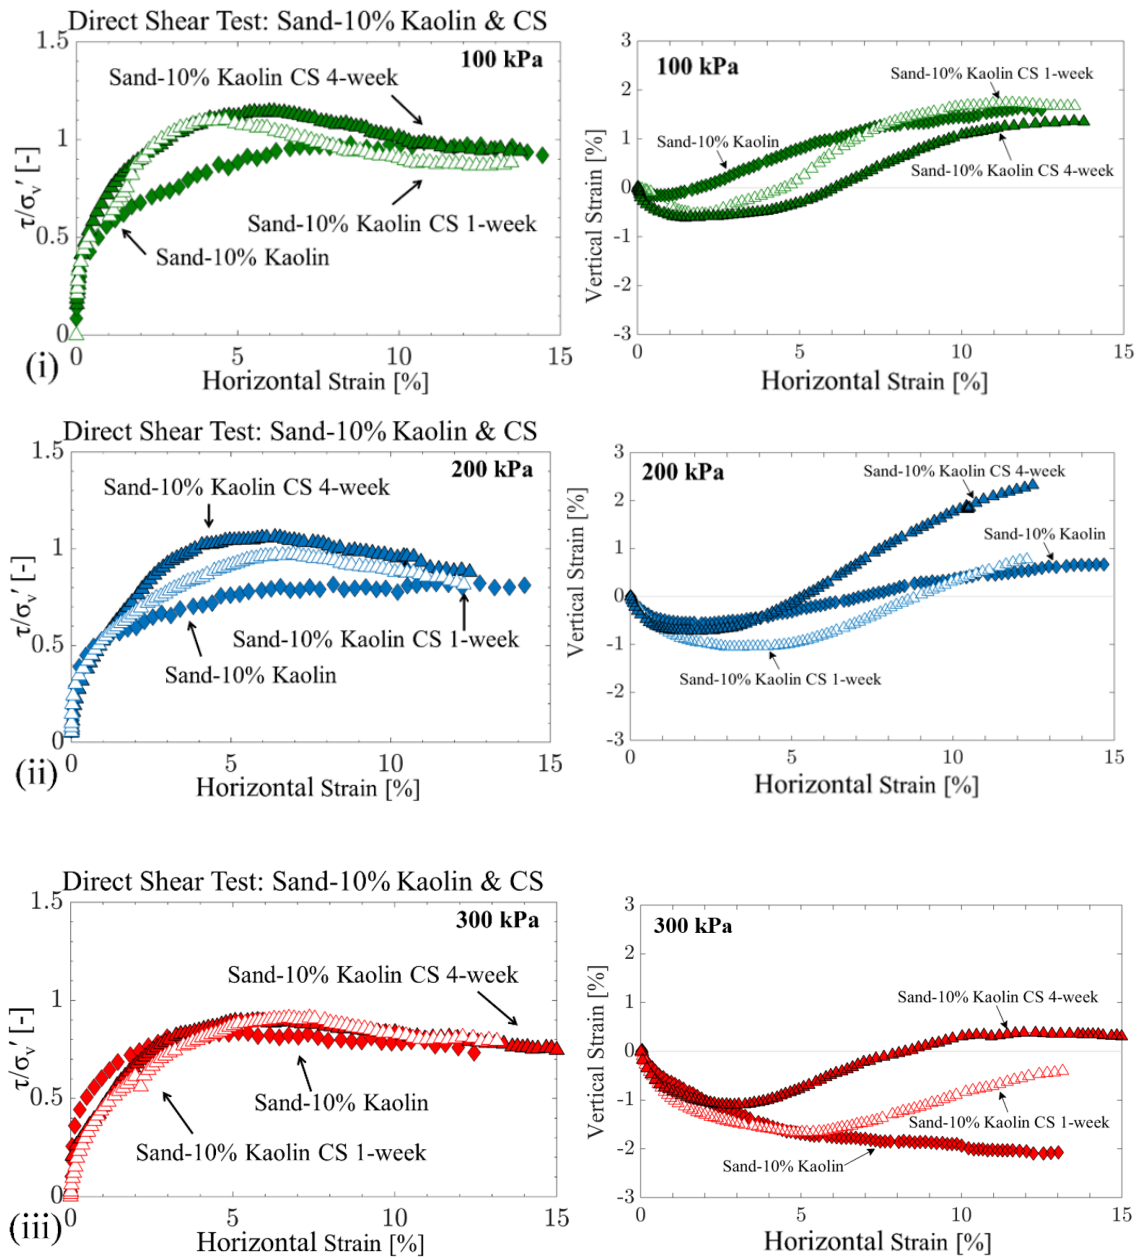 Direct Shear Test: Sand-10% Kaolin & CS
1.5
100 kPa
Sand-10% Kaolin CS 4-week
1
τ/σv′ [-]
0.5
Sand-10% Kaolin CS 1-week
Sand-10% Kaolin
0
0 5 10 15
(i)
Horizontal Strain [%]
3
100 kPa
Sand-10% Kaolin CS 1-week
2
Sand-10% Kaolin
1
Vertical Strain [%]
0
Sand-10% Kaolin CS 4-week
-1
-2
-3
0 5 10 15
Horizontal Strain [%]
Direct Shear Test: Sand-10% Kaolin & CS
1.5
200 kPa
Sand-10% Kaolin CS 4-week
1
τ/σv′ [-]
Sand-10% Kaolin CS 1-week
0.5
Sand-10% Kaolin
0
0 5 10 15
(ii)
Horizontal Strain [%]
3
200 kPa
Sand-10% Kaolin CS 4-week
2
Sand-10% Kaolin
1
Vertical Strain [%]
0
-1
Sand-10% Kaolin CS 1-week
-2
-3
0 5 10 15
Horizontal Strain [%]
Direct Shear Test: Sand-10% Kaolin & CS
1.5
300 kPa
Sand-10% Kaolin CS 4-week
1
τ/σv′ [-]
0.5
Sand-10% Kaolin
Sand-10% Kaolin CS 1-week
0
0 5 10 15
(iii)
Horizontal Strain [%]
3
300 kPa
2
Sand-10% Kaolin CS 4-week
1
Vertical Strain [%]
0
-1
Sand-10% Kaolin CS 1-week
Sand-10% Kaolin
-2
-3
0 5 10 15
Horizontal Strain [%]